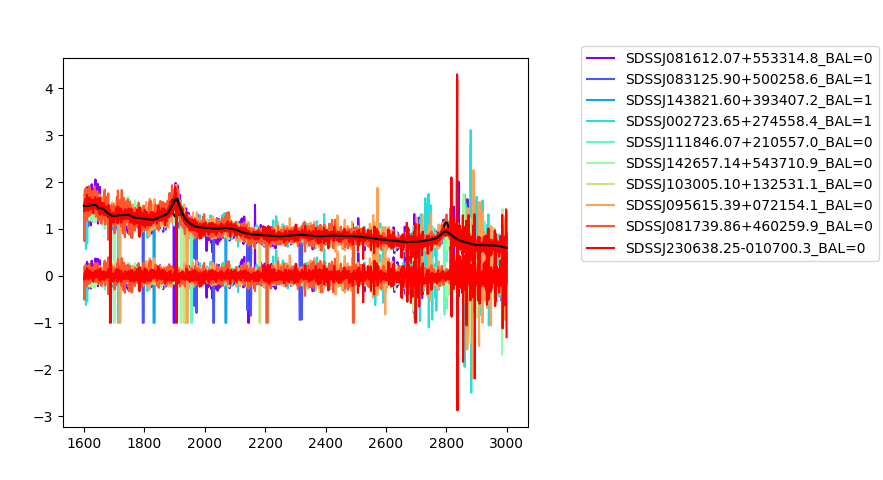 SDSSJ081612.07+553314.8_BAL=0
SDSSJ083125.90+500258.6_BAL=1
SDSSJ143821.60+393407.2_BAL=1
SDSSJ002723.65+274558.4_BAL=1
SDSSJ111846.07+210557.0_BAL=0
SDSSJ142657.14+543710.9_BAL=0
SDSSJ103005.10+132531.1_BAL=0
SDSSJ095615.39+072154.1_BAL=0
SDSSJ081739.86+460259.9_BAL=0
SDSSJ230638.25-010700.3_BAL=0
4
3
2
1
0
−1
−2
−3
1600 1800 2000 2200 2400 2600 2800 3000